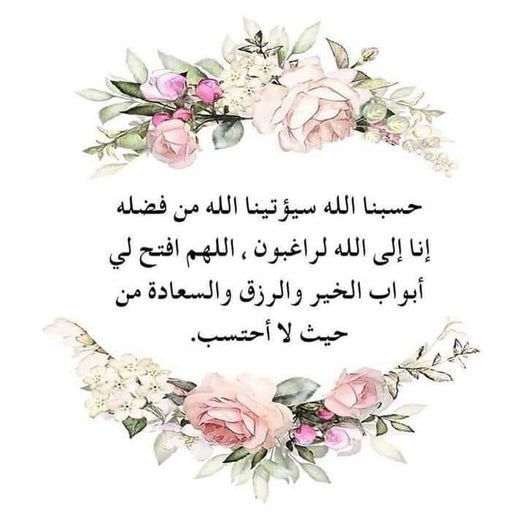 حسبنا الله سيؤتينا الله من فضله
إنا إلى الله لراغبون ، اللهم افتح لي
أبواب الخير والرزق والسعادة من
حيث لا أحتسب.